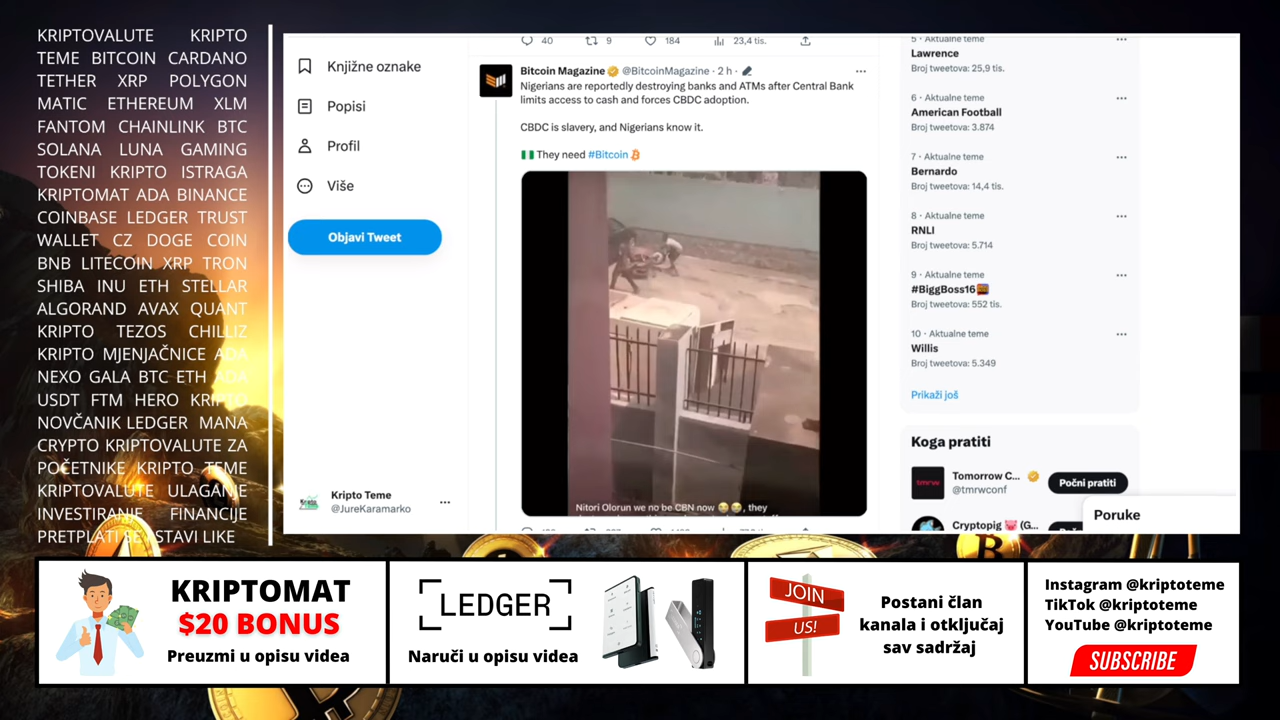 KRIPTOVALUTE KRIPTO
TEME BITCOIN CARDANO
TETHER XRP POLYGON
MATIC ETHEREUM XLM
FANTOM CHAINLINK BTC
SOLANA LUNA GAMING
TOKENI KRIPTO ISTRAGA
KRIPTOMAT ADA BINANCE
COINBASE LEDGER TRUST
WALLET CZ DOGE COIN
BNB LITECOIN XRP TRON
SHIBA INU ETH STELLAR
ALGORAND AVAX QUANT
KRIPTO TEZOS CHILLIZ
KRIPTO MJENJAČNICE ADA
NEXO GALA BTC ETH ADA
USDT FTM HERO KRIPTO
NOVČANIK LEDGER MANA
CRYPTO KRIPTOVALUTE ZA
POČETNIKE KRIPTO TEME
KRIPTOVALUTE ULAGANJE
INVESTIRANJE FINANCIJE
PRETPLATI SE OSTAVI LIKE
Knjižne oznake
Popisi
Profil
Više
Objavi Tweet
Kripto Teme
@JureKaramarko
40 9 184 23,4 tis.
Bitcoin Magazine @BitcoinMagazine · 2 h ·
Nigerians are reportedly destroying banks and ATMs after Central Bank
limits access to cash and forces CBDC adoption.
CBDC is slavery, and Nigerians know it.
🇳🇬 They need #Bitcoin
Nitori Olorun we no be CBN now 😭😭, they
5 · Aktualne teme
Lawrence
Broj tweetova: 25,9 tis.
6 · Aktualne teme
American Football
Broj tweetova: 3.874
7 · Aktualne teme
Bernardo
Broj tweetova: 14,4 tis.
8 · Aktualne teme
RNLI
Broj tweetova: 5.714
9 · Aktualne teme
#BiggBoss16
Broj tweetova: 552 tis.
10 · Aktualne teme
Willis
Broj tweetova: 5.349
Prikaži još
Koga pratiti
tmrw
Tomorrow C...
@tmrwconf
Počni pratiti
Cryptopig 🐷 (G...
Poruke
KRIPTOMAT
$20 BONUS
Preuzmi u opisu videa
LEDGER
Naruči u opisu videa
JOIN
US!
Postani član
kanala i otključaj
sav sadržaj
Instagram @kriptoteme
TikTok @kriptoteme
YouTube @kriptoteme
SUBSCRIBE